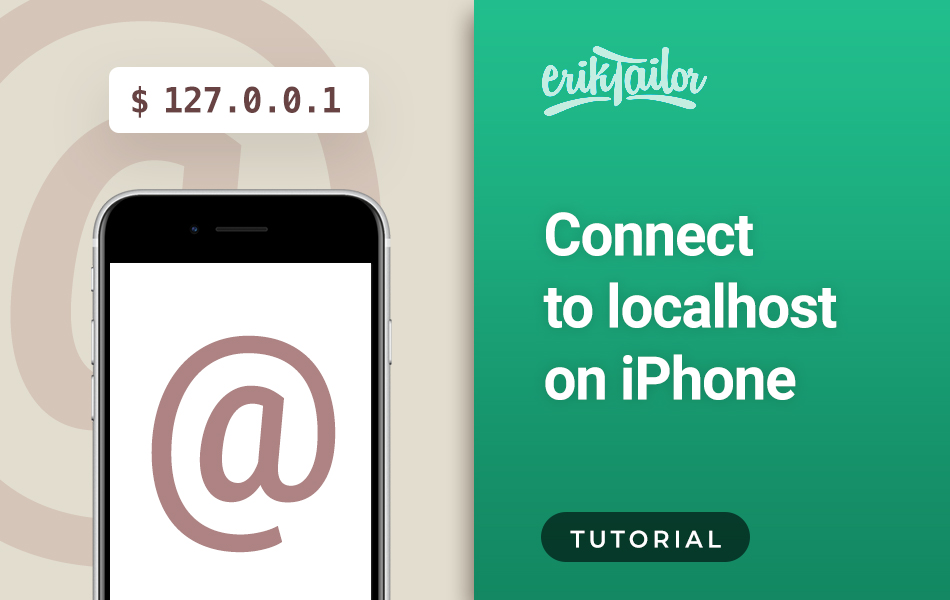 $ 127.0.0.1
@
erikTailor
Connect
to localhost
on iPhone
TUTORIAL